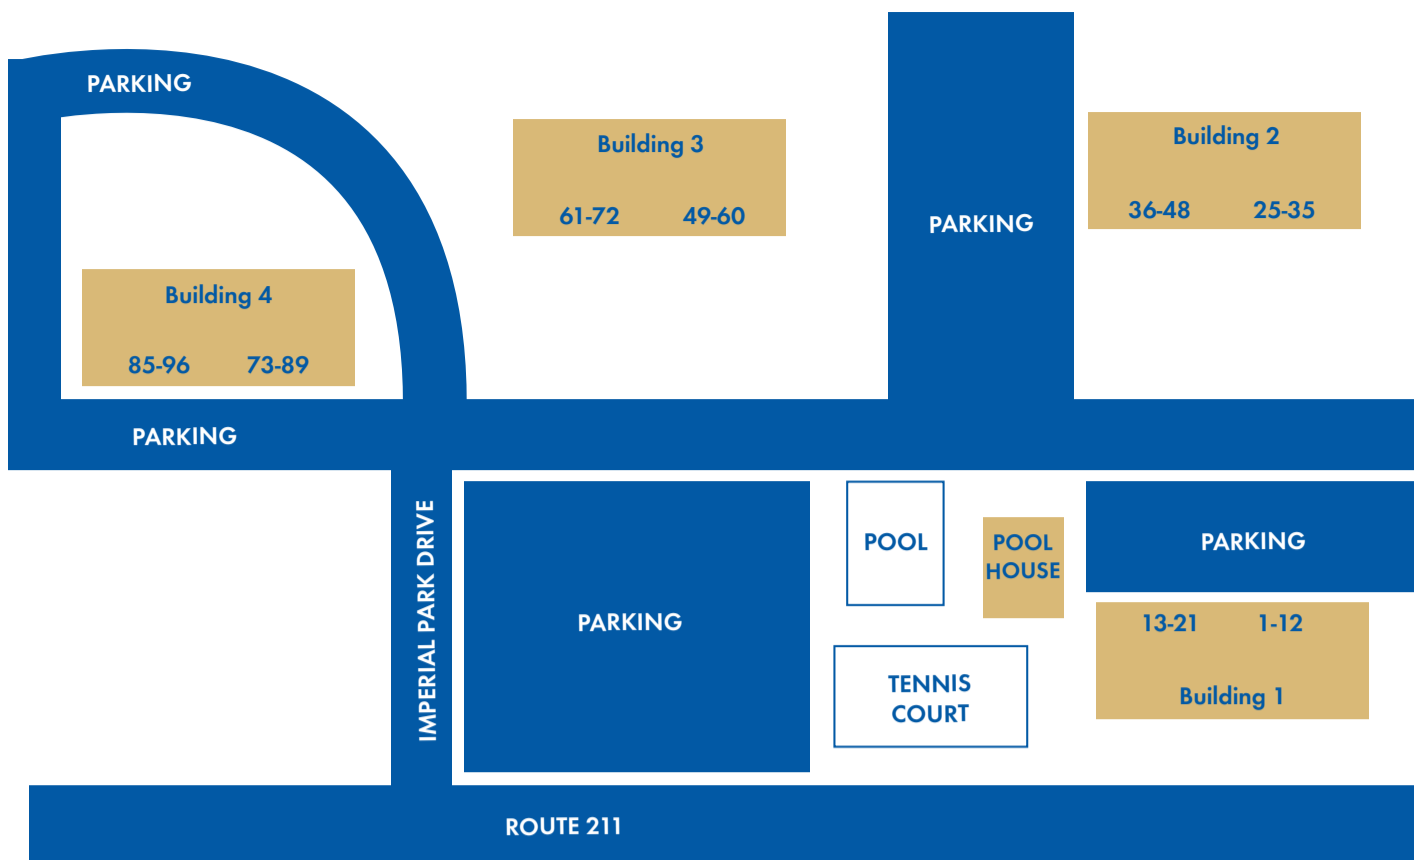 PARKING
Building 3
61-72 49-60
Building 2
36-48 25-35
PARKING
Building 4
85-96 73-89
PARKING
IMPERIAL PARK DRIVE
PARKING
POOL
POOL
HOUSE
PARKING
TENNIS
COURT
13-21 1-12
Building 1
ROUTE 211